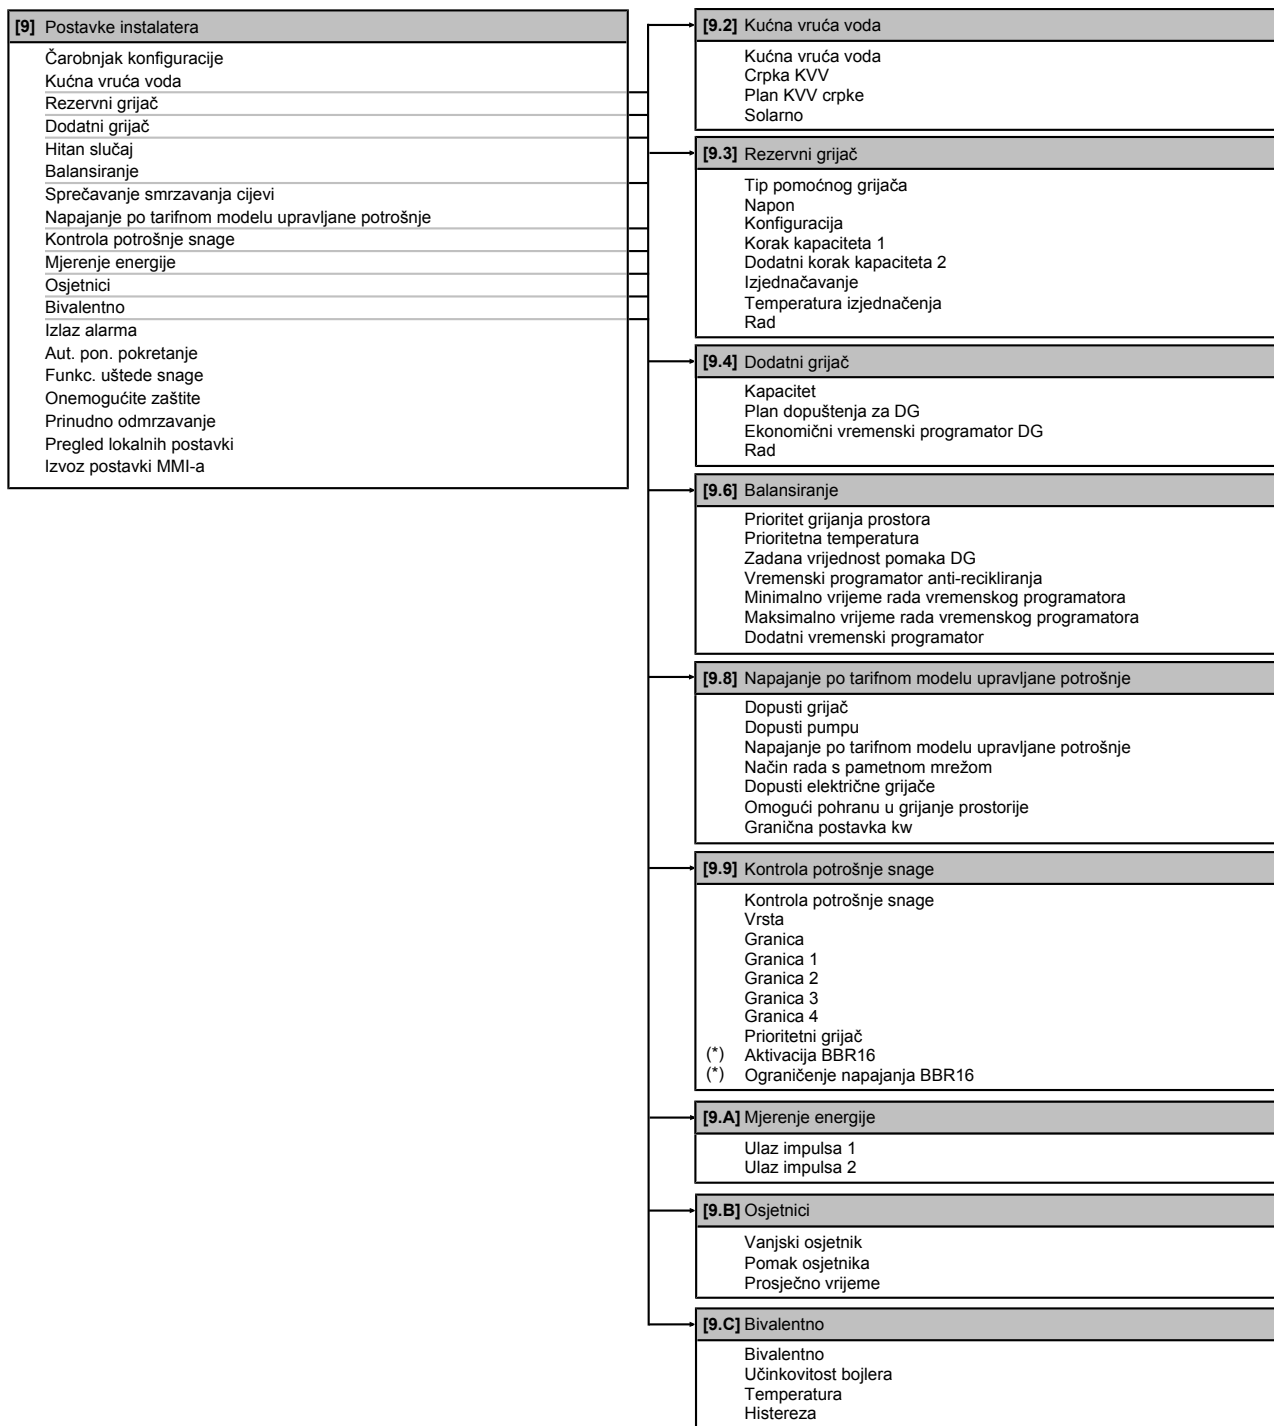 [9] Postavke instalatera
Čarobnjak konfiguracije
Kućna vruća voda
Rezervni grijač
Dodatni grijač
Hitan slučaj
Balansiranje
Sprečavanje smrzavanja cijevi
Napajanje po tarifnom modelu upravljane potrošnje
Kontrola potrošnje snage
Mjerenje energije
Osjetnici
Bivalentno
Izlaz alarma
Aut. pon. pokretanje
Funkc. uštede snage
Onemogućite zaštite
Prinudno odmrzavanje
Pregled lokalnih postavki
Izvoz postavki MMI-a
[9.2] Kućna vruća voda
Kućna vruća voda
Crpka KVV
Plan KVV crpke
Solarno
[9.3] Rezervni grijač
Tip pomoćnog grijača
Napon
Konfiguracija
Korak kapaciteta 1
Dodatni korak kapaciteta 2
Izjednačavanje
Temperatura izjednačenja
Rad
[9.4] Dodatni grijač
Kapacitet
Plan dopuštenja za DG
Ekonomični vremenski programator DG
Rad
[9.6] Balansiranje
Prioritet grijanja prostora
Prioritetna temperatura
Zadana vrijednost pomaka DG
Vremenski programator anti-recikliranja
Minimalno vrijeme rada vremenskog programatora
Maksimalno vrijeme rada vremenskog programatora
Dodatni vremenski programator
[9.8] Napajanje po tarifnom modelu upravljane potrošnje
Dopusti grijač
Dopusti pumpu
Napajanje po tarifnom modelu upravljane potrošnje
Način rada s pametnom mrežom
Dopusti električne grijače
Omogući pohranu u grijanje prostorije
Granična postavka kw
[9.9] Kontrola potrošnje snage
Kontrola potrošnje snage
Vrsta
Granica
Granica 1
Granica 2
Granica 3
Granica 4
Prioritetni grijač
(*) Aktivacija BBR16
(*) Ograničenje napajanja BBR16
[9.A] Mjerenje energije
Ulaz impulsa 1
Ulaz impulsa 2
[9.B] Osjetnici
Vanjski osjetnik
Pomak osjetnika
Prosječno vrijeme
[9.C] Bivalentno
Bivalentno
Učinkovitost bojlera
Temperatura
Histereza